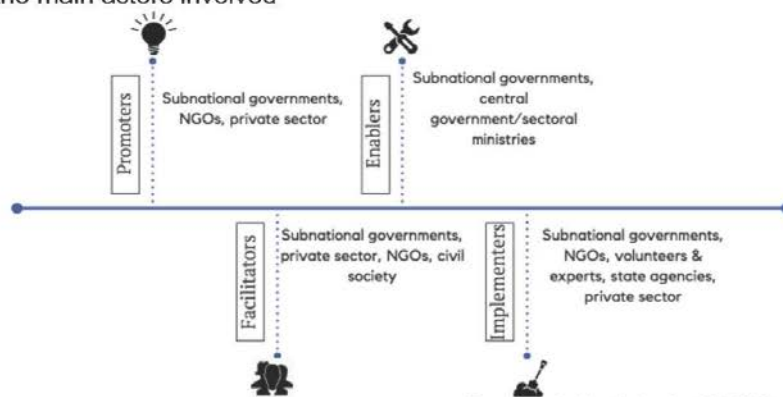 Promoters
Subnational governments,
NGOs, private sector
Enablers
Subnational governments,
central
government/sectoral
ministries
Facilitators
Subnational governments,
private sector, NGOs, civil
society
Implementers
Subnational governments,
NGOs, volunteers &
experts, state agencies,
private sector